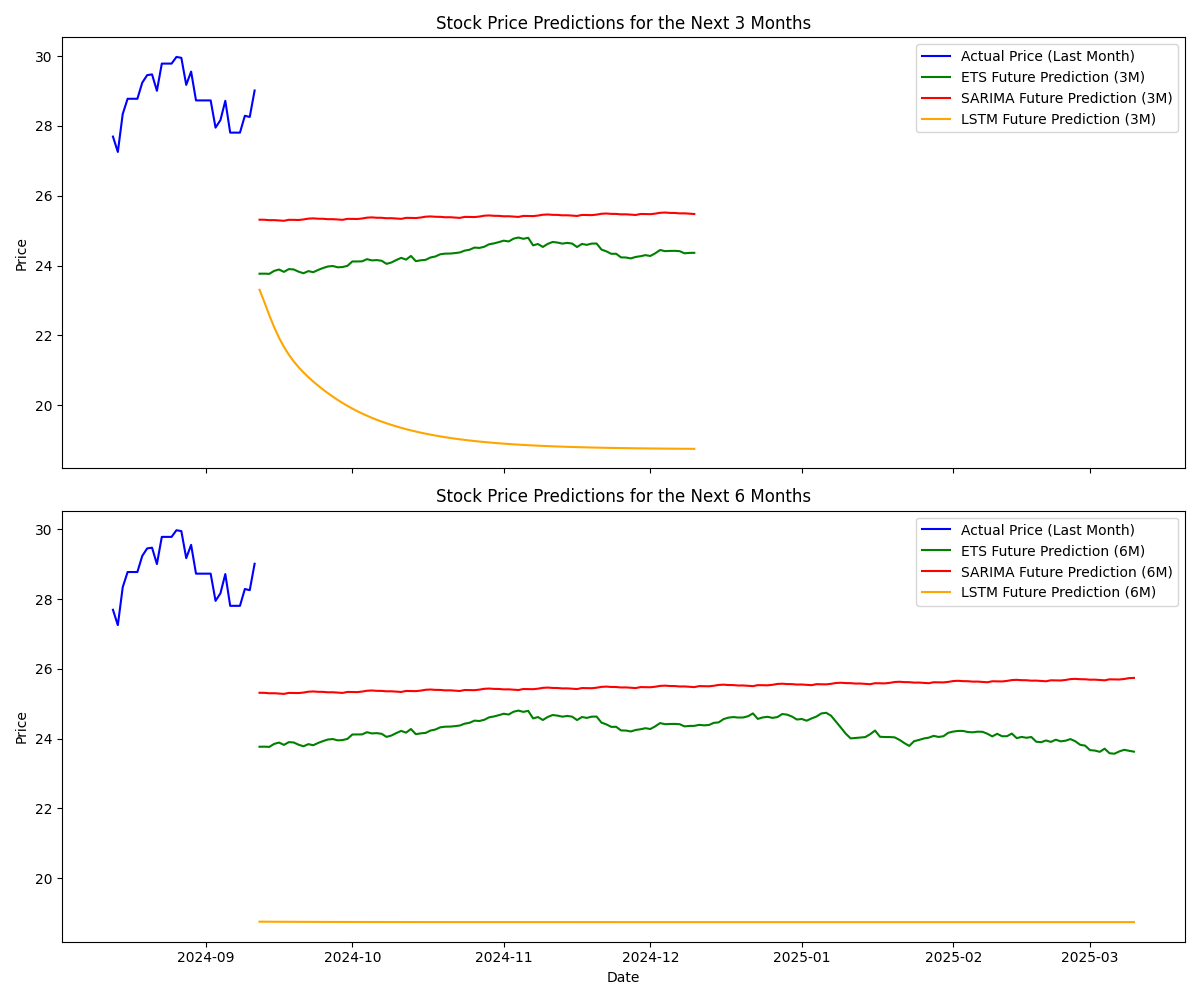 Stock Price Predictions for the Next 3 Months
30
28
26
24
22
20
Price
Actual Price (Last Month)
ETS Future Prediction (3M)
SARIMA Future Prediction (3M)
LSTM Future Prediction (3M)
Stock Price Predictions for the Next 6 Months
30
28
26
24
22
20
Price
Actual Price (Last Month)
ETS Future Prediction (6M)
SARIMA Future Prediction (6M)
LSTM Future Prediction (6M)
2024-09 2024-10 2024-11 2024-12 2025-01 2025-02 2025-03
Date